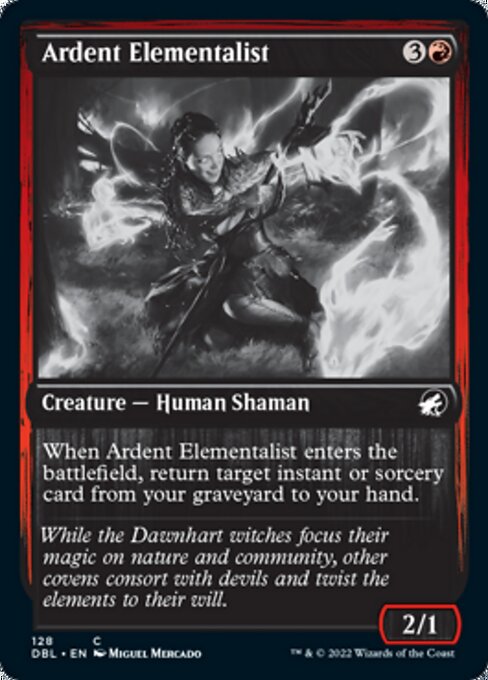 Ardent Elementalist 3
Creature — Human Shaman
When Ardent Elementalist enters the
battlefield, return target instant or sorcery
card from your graveyard to your hand.
While the Dawnhart witches focus their
magic on nature and community, other
covens consort with devils and twist the
elements to their will.
2/1
128 C
DBL • EN Miguel Mercado
™ & © 2022 Wizards of the Coast